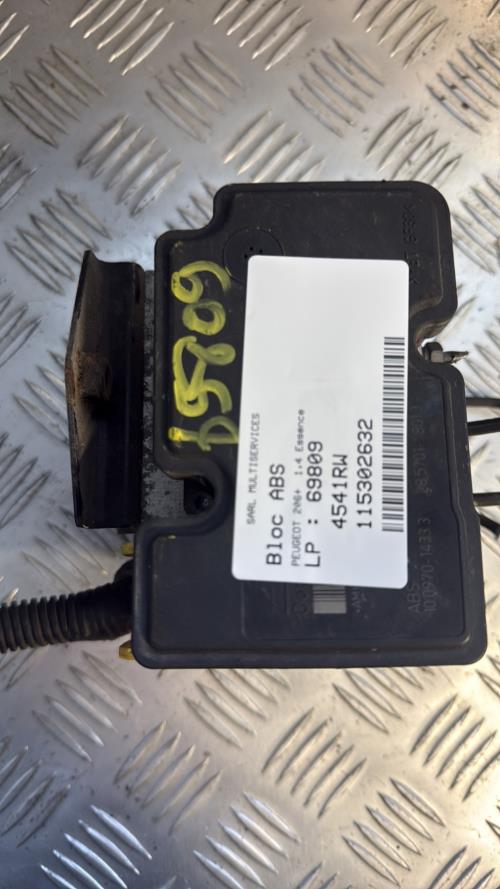 69809
SARL MULTISERVICES
Bloc ABS
PEUGEOT 206+ 1.4 Essence
LP : 69809
4541RW
115302632
ABS
10.0970-1433.3